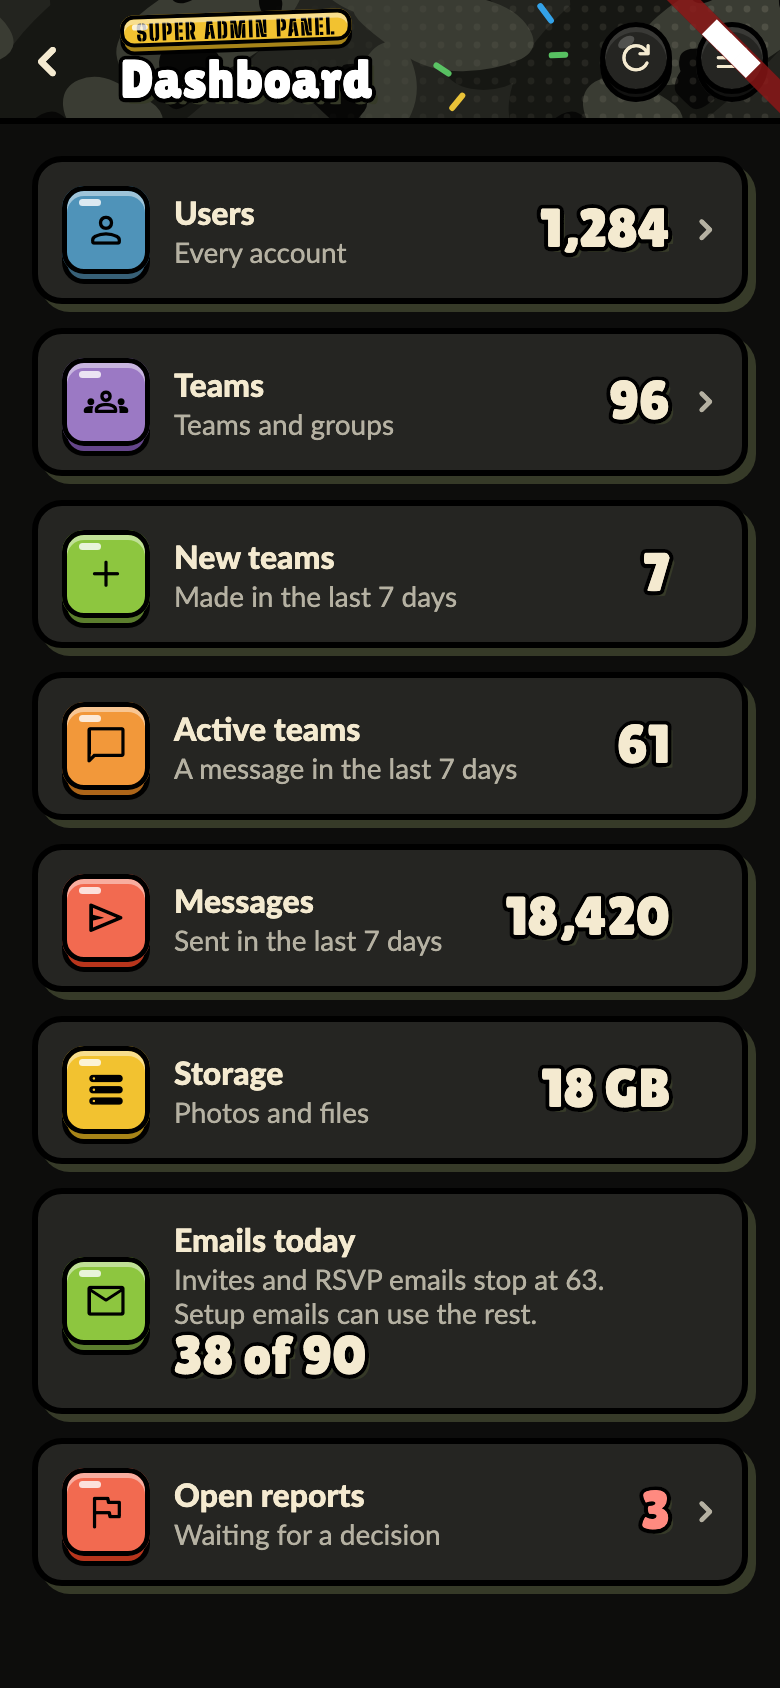 SUPER ADMIN PANEL
Dashboard
Users
Every account
1,284
Teams
Teams and groups
96
New teams
Made in the last 7 days
7
Active teams
A message in the last 7 days
61
Messages
Sent in the last 7 days
18,420
Storage
Photos and files
18 GB
Emails today
Invites and RSVP emails stop at 63.
Setup emails can use the rest.
38 of 90
Open reports
Waiting for a decision
3